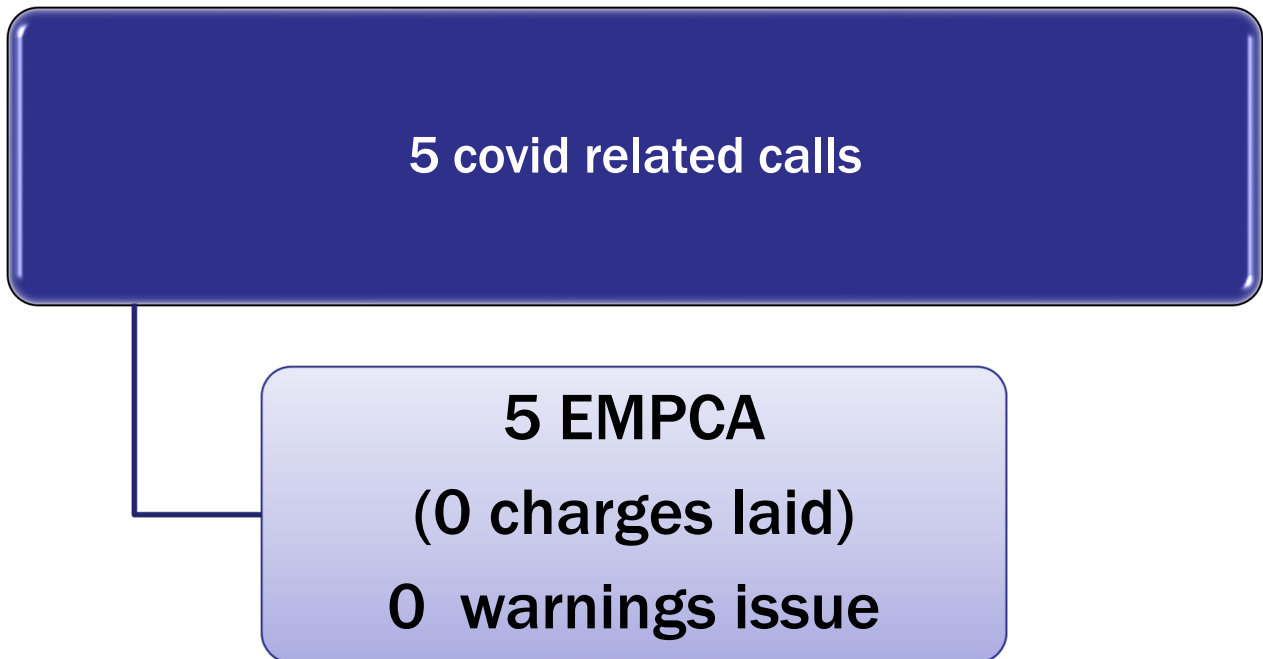 5 covid related calls
5 EMPCA
(0 charges laid)
0 warnings issue